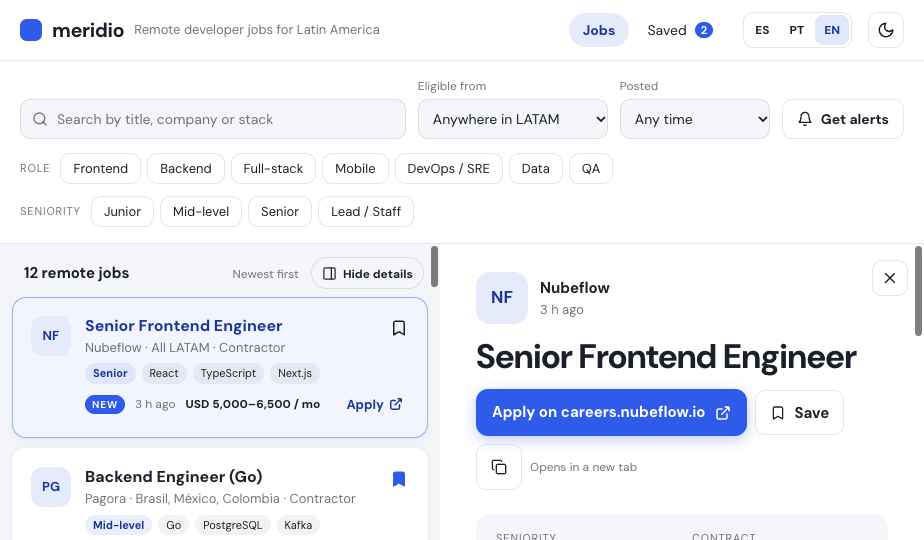 meridio Remote developer jobs for Latin America Jobs Saved 2 ES PT EN
Eligible from Posted
Search by title, company or stack Anywhere in LATAM Any time Get alerts
ROLE Frontend Backend Full-stack Mobile DevOps / SRE Data QA
SENIORITY Junior Mid-level Senior Lead / Staff
12 remote jobs Newest first Hide details
NF Senior Frontend Engineer
Nubeflow · All LATAM · Contractor
Senior React TypeScript Next.js
NEW 3 h ago USD 5,000–6,500 / mo Apply
PG Backend Engineer (Go)
Pagora · Brasil, México, Colombia · Contractor
Mid-level Go PostgreSQL Kafka
NF Nubeflow
3 h ago
Senior Frontend Engineer
Apply on careers.nubeflow.io Save
Opens in a new tab
SENIORITY CONTRACT